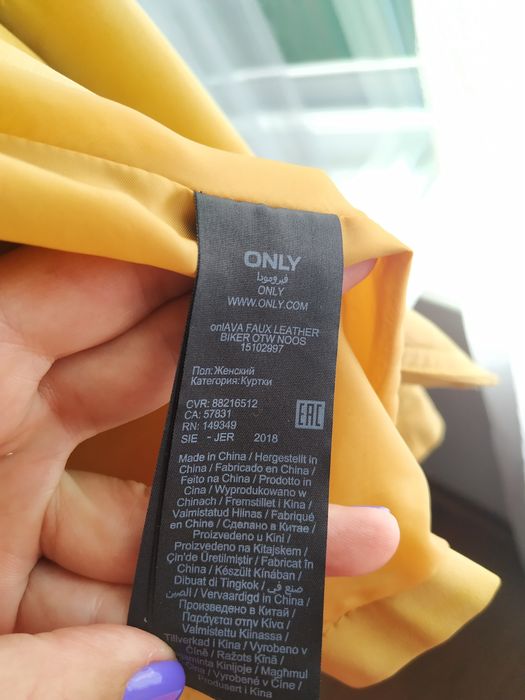 ONLY
فيرومودا
ONLY
WWW.ONLY.COM
onlAVA FAUX LEATHER
BIKER OTW NOOS
15102997
Пол:Женский
Категория:Куртки
CVR: 88216512
CA: 57831
RN: 149349
EAC
SIE - JER 2018
Made in China / Hergestellt in
China / Fabricado en China /
Feito na China / Prodotto in
Cina / Wyprodukowano w
Chinach / Fremstillet i Kina /
Valmistatud Hiinas / Fabriqué
en Chine / Сделано в Китае /
Proizvedeno u Kini /
Proizvedeno na Kitajskem /
Çin'de Üretilmiştir / Fabricat în
China / Készült Kínában /
Dibuat di Tingkok / صنع في
الصين / Vervaardigd in China /
Произведено в Китай /
Παράγεται στην Κίνα /
Valmistettu Kiinassa /
Tillverkad i Kina / Vyrobeno v
Číně / Ražots Ķīnā /
Pagaminta Kinijoje / Maghmul
Ċina / Vyrobené v Číne /
Produsert i Kina